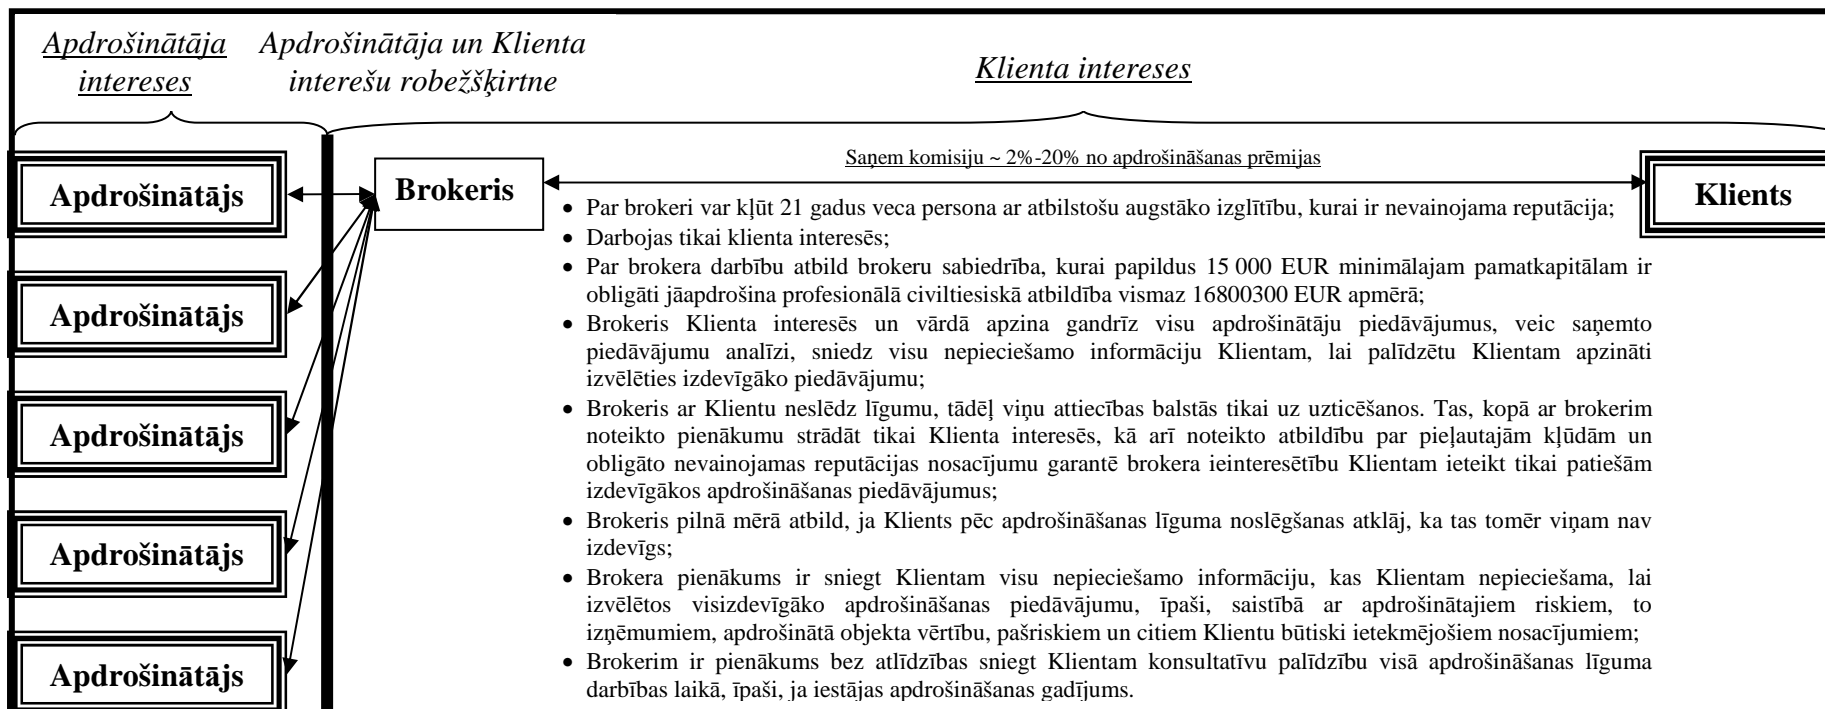 Apdrošinātāja
intereses
Apdrošinātāja un Klienta
interešu robežšķirtne
Klienta intereses
Apdrošinātājs
Brokeris
Saņem komisiju ~ 2%-20% no apdrošināšanas prēmijas
Klients
• Par brokeri var kļūt 21 gadus veca persona ar atbilstošu augstāko izglītību, kurai ir nevainojama reputācija;
• Darbojas tikai klienta interesēs;
• Par brokera darbību atbild brokeru sabiedrība, kurai papildus 15 000 EUR minimālajam pamatkapitālam ir
obligāti jāapdrošina profesionālā civiltiesiskā atbildība vismaz 16800300 EUR apmērā;
• Brokeris Klienta interesēs un vārdā apzina gandrīz visu apdrošinātāju piedāvājumus, veic saņemto
piedāvājumu analīzi, sniedz visu nepieciešamo informāciju Klientam, lai palīdzētu Klientam apzināti
izvēlēties izdevīgāko piedāvājumu;
• Brokeris ar Klientu neslēdz līgumu, tādēļ viņu attiecības balstās tikai uz uzticēšanos. Tas, kopā ar brokerim
noteikto pienākumu strādāt tikai Klienta interesēs, kā arī noteikto atbildību par pieļautajām kļūdām un
obligāto nevainojamas reputācijas nosacījumu garantē brokera ieinteresētību Klientam ieteikt tikai patiešām
izdevīgākos apdrošināšanas piedāvājumus;
• Brokeris pilnā mērā atbild, ja Klients pēc apdrošināšanas līguma noslēgšanas atklāj, ka tas tomēr viņam nav
izdevīgs;
• Brokera pienākums ir sniegt Klientam visu nepieciešamo informāciju, kas Klientam nepieciešama, lai
izvēlētos visizdevīgāko apdrošināšanas piedāvājumu, īpaši, saistībā ar apdrošinātajiem riskiem, to
izņēmumiem, apdrošinātā objekta vērtību, pašriskiem un citiem Klientu būtiski ietekmējošiem nosacījumiem;
• Brokerim ir pienākums bez atlīdzības sniegt Klientam konsultatīvu palīdzību visā apdrošināšanas līguma
darbības laikā, īpaši, ja iestājas apdrošināšanas gadījums.
Apdrošinātājs
Apdrošinātājs
Apdrošinātājs
Apdrošinātājs